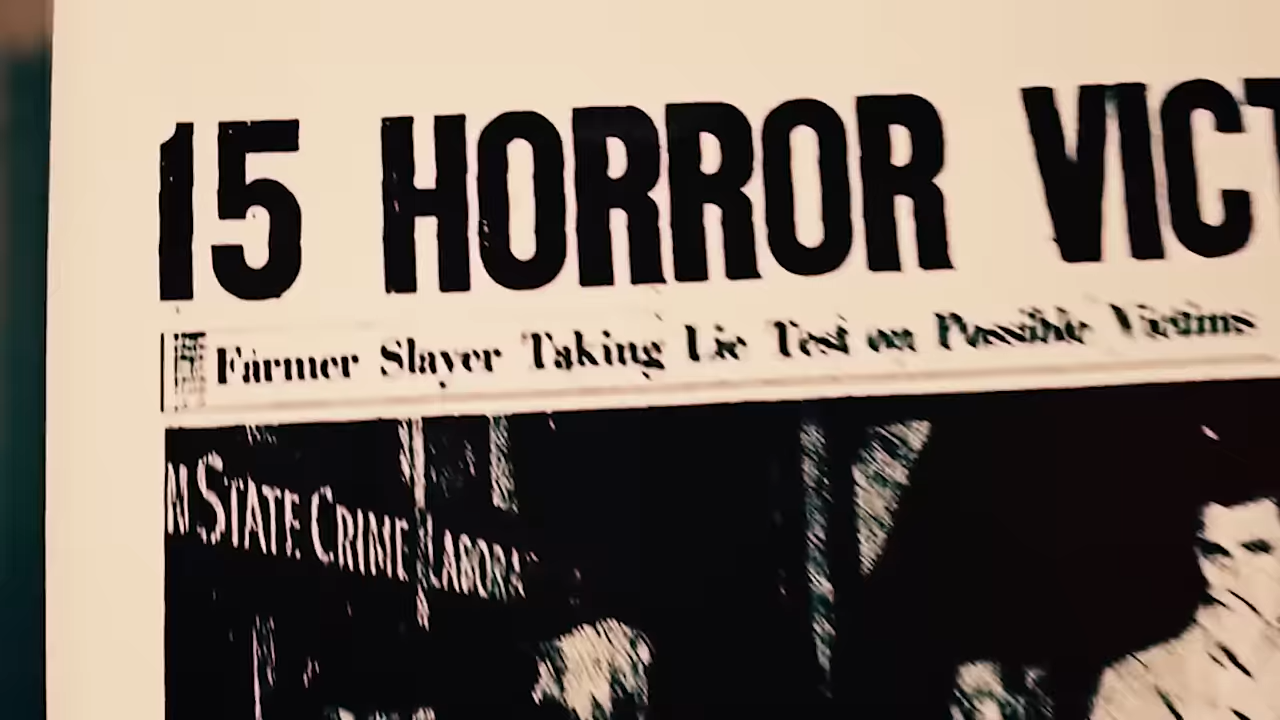 15 HORROR VICT
Farmer Slayer Taking Lie Test on Possible Victims
N STATE CRIME LABORA